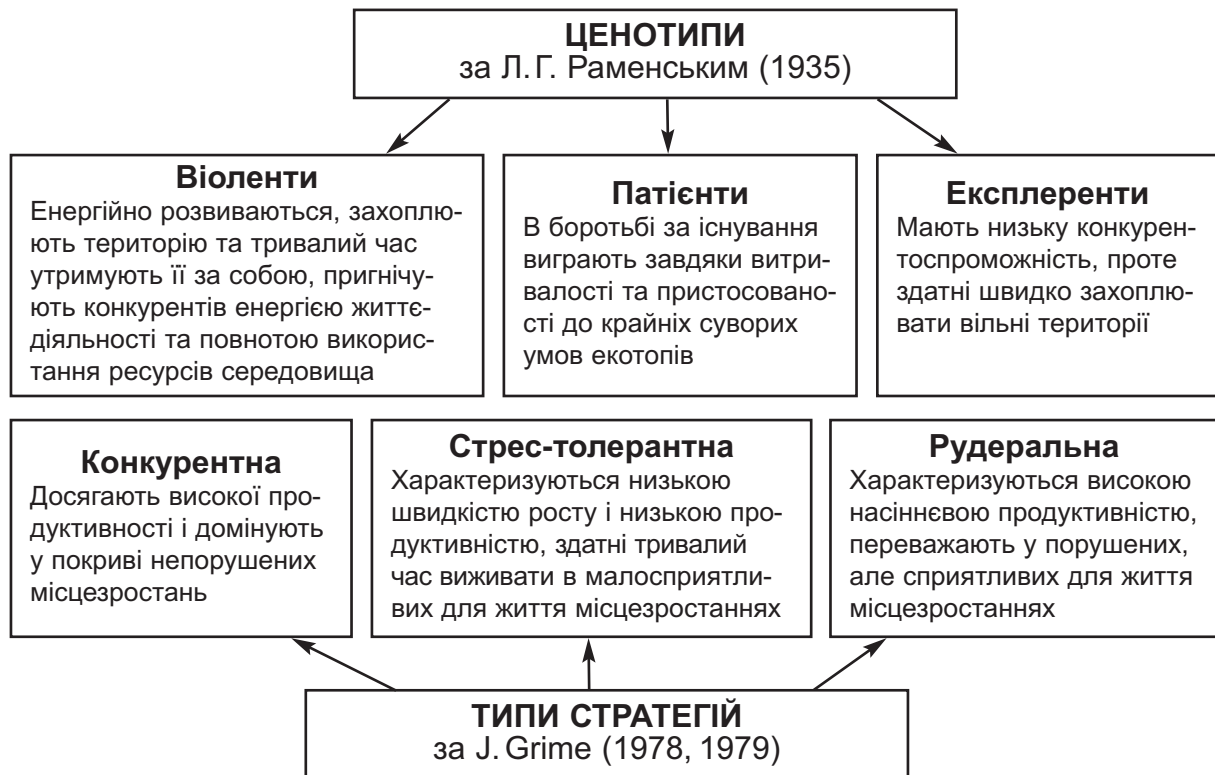 ЦЕНОТИПИ
за Л.Г. Раменським (1935)
Віоленти
Енергійно розвиваються, захоплю-
ють територію та тривалий час
утримують її за собою, пригнічу-
ють конкурентів енергією життє-
діяльності та повнотою викорис-
тання ресурсів середовища
Патієнти
В боротьбі за існування
виграють завдяки витри-
валості та пристосовано-
сті до крайніх суворих
умов екотопів
Експлеренти
Мають низьку конкурен-
тоспроможність, проте
здатні швидко захоплю-
вати вільні території
Конкурентна
Досягають високої про-
дуктивності і домінують
у покриві непорушених
місцезростань
Стрес-толерантна
Характеризуються низькою
швидкістю росту і низькою про-
дуктивністю, здатні тривалий
час виживати в малосприятли-
вих для життя місцезростаннях
Рудеральна
Характеризуються високою
насіннєвою продуктивністю,
переважають у порушених,
але сприятливих для життя
місцезростаннях
ТИПИ СТРАТЕГІЙ
за J. Grime (1978, 1979)